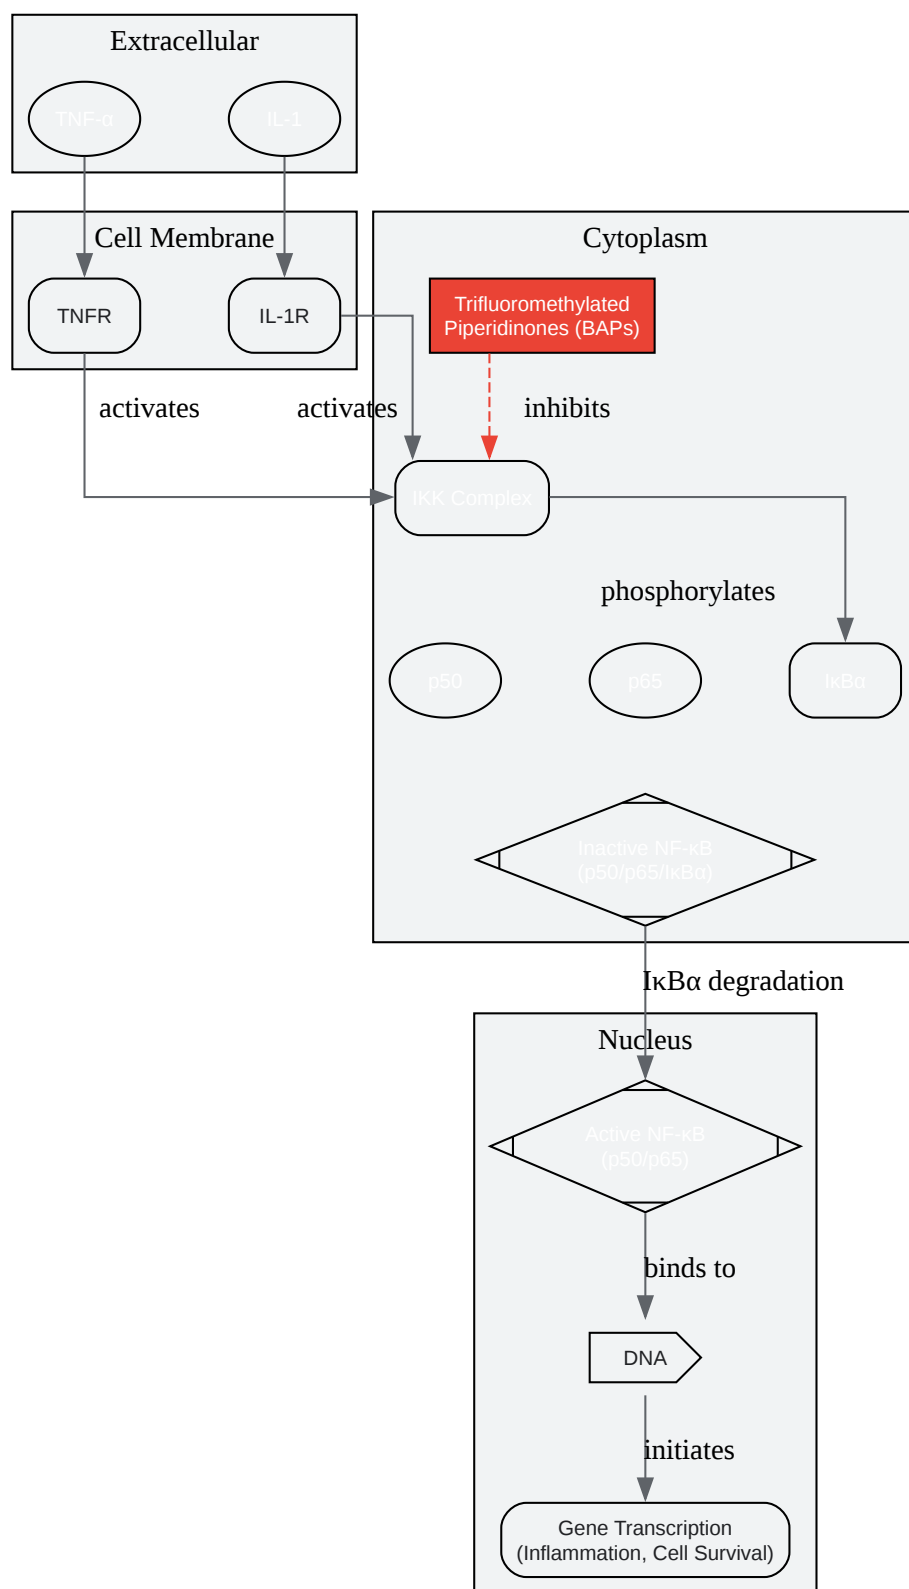 Extracellular
TNF-α
IL-1
Cell Membrane
TNFR
IL-1R
Cytoplasm
Trifluoromethylated
Piperidinones (BAPs)
activates
activates
inhibits
IKK Complex
phosphorylates
p50
p65
IκBα
Inactive NF-κB
(p50/p65/IκBα)
IκBα degradation
Nucleus
Active NF-κB
(p50/p65)
binds to
DNA
initiates
Gene Transcription
(Inflammation, Cell Survival)